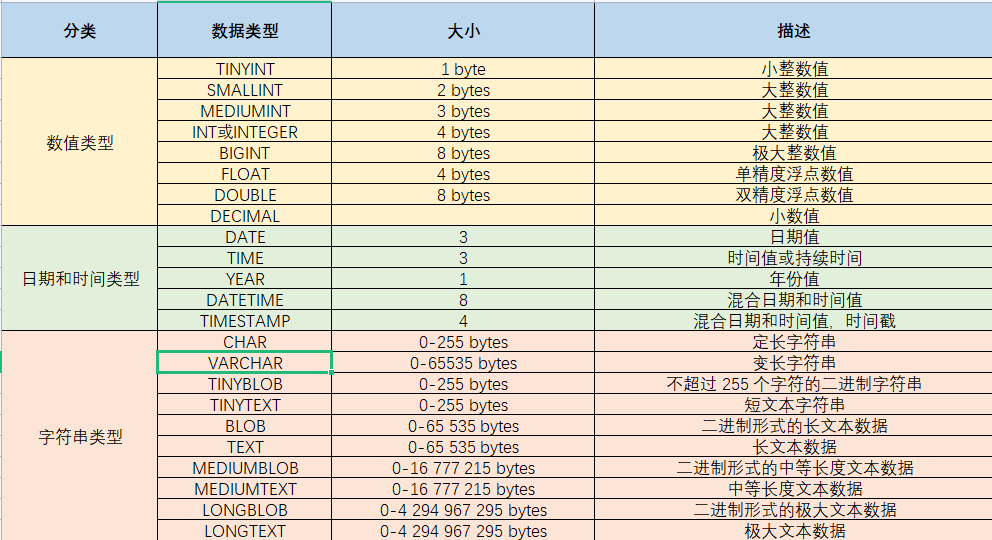 分类 数据类型 大小 描述
TINYINT 1 byte 小整数值
SMALLINT 2 bytes 大整数值
MEDIUMINT 3 bytes 大整数值
数值类型 INT或INTEGER 4 bytes 大整数值
BIGINT 8 bytes 极大整数值
FLOAT 4 bytes 单精度浮点数值
DOUBLE 8 bytes 双精度浮点数值
DECIMAL 小数值
DATE 3 日期值
TIME 3 时间值或持续时间
日期和时间类型 YEAR 1 年份值
DATETIME 8 混合日期和时间值
TIMESTAMP 4 混合日期和时间值，时间戳
CHAR 0-255 bytes 定长字符串
VARCHAR 0-65535 bytes 变长字符串
TINYBLOB 0-255 bytes 不超过 255 个字符的二进制字符串
TINYTEXT 0-255 bytes 短文本字符串
BLOB 0-65 535 bytes 二进制形式的长文本数据
字符串类型 TEXT 0-65 535 bytes 长文本数据
MEDIUMBLOB 0-16 777 215 bytes 二进制形式的中等长度文本数据
MEDIUMTEXT 0-16 777 215 bytes 中等长度文本数据
LONGBLOB 0-4 294 967 295 bytes 二进制形式的极大文本数据
LONGTEXT 0-4 294 967 295 bytes 极大文本数据